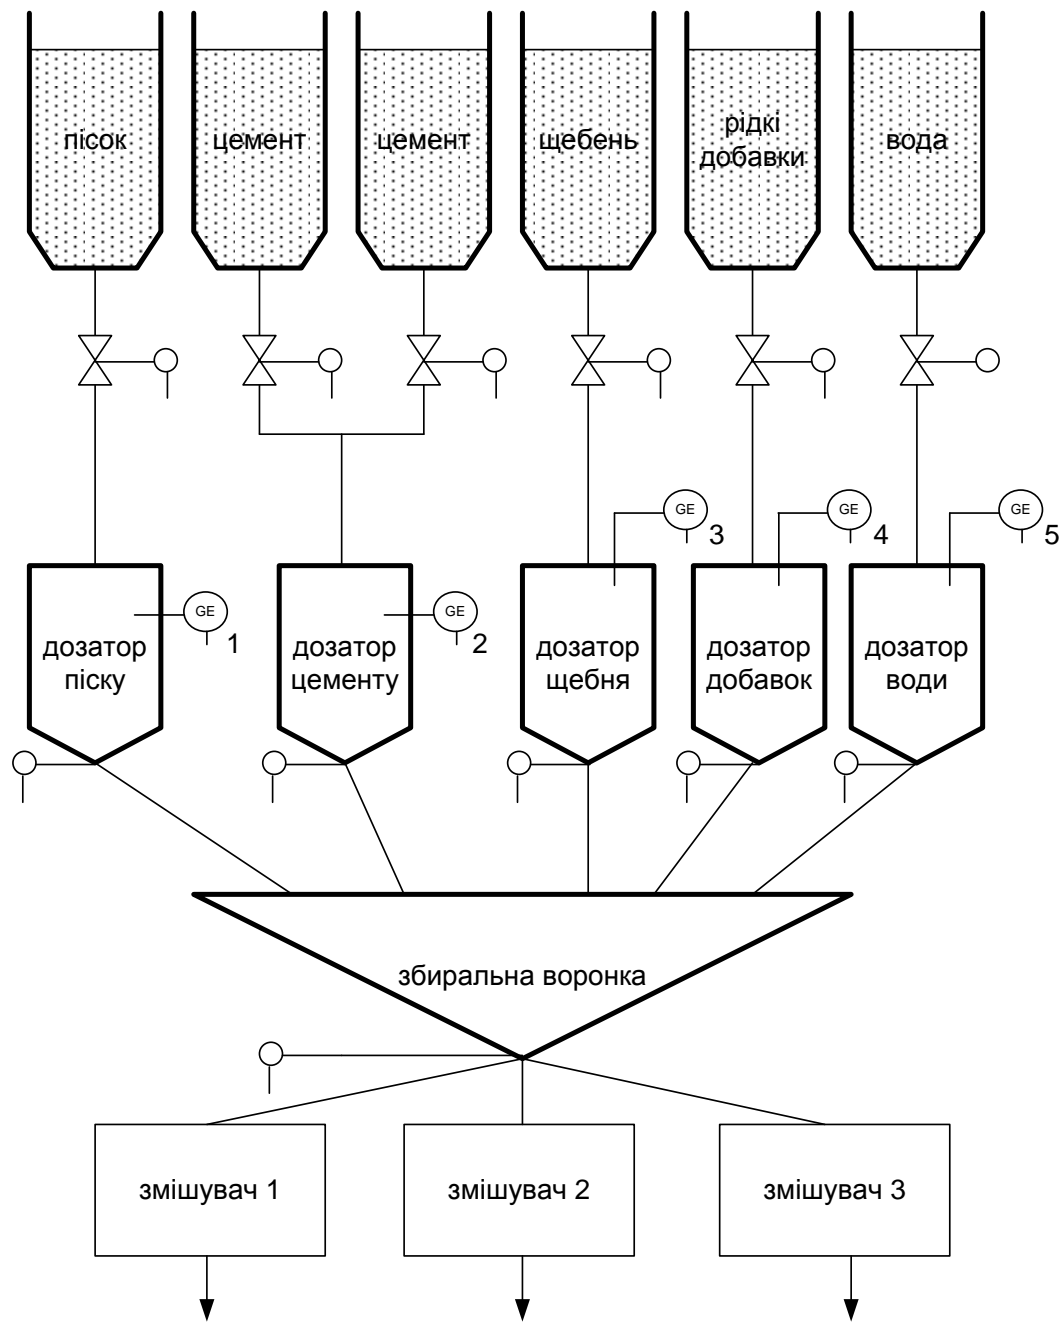 пісок
цемент
цемент
щебень
рідкі
добавки
вода
GE
3
GE
4
GE
5
GE
1
GE
2
дозатор
піску
дозатор
цементу
дозатор
щебня
дозатор
добавок
дозатор
води
збиральна воронка
змішувач 1
змішувач 2
змішувач 3